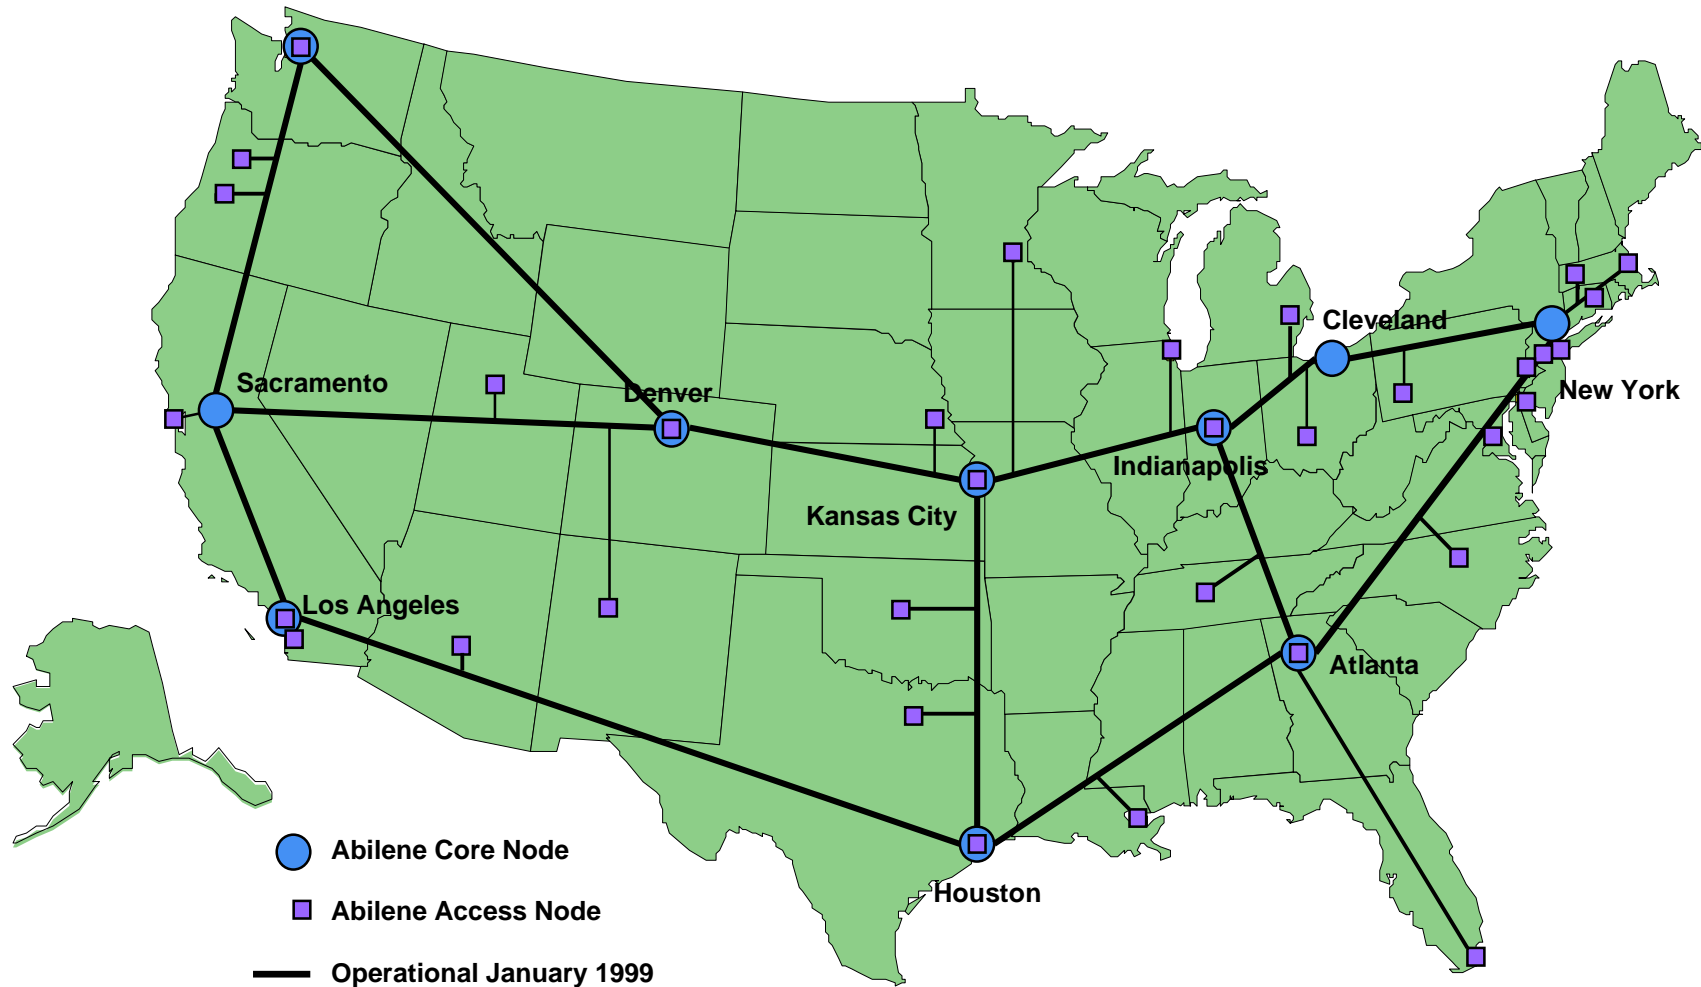 Cleveland
Sacramento
Denver
New York
Indianapolis
Kansas City
Los Angeles
Atlanta
Abilene Core Node
Houston
Abilene Access Node
Operational January 1999